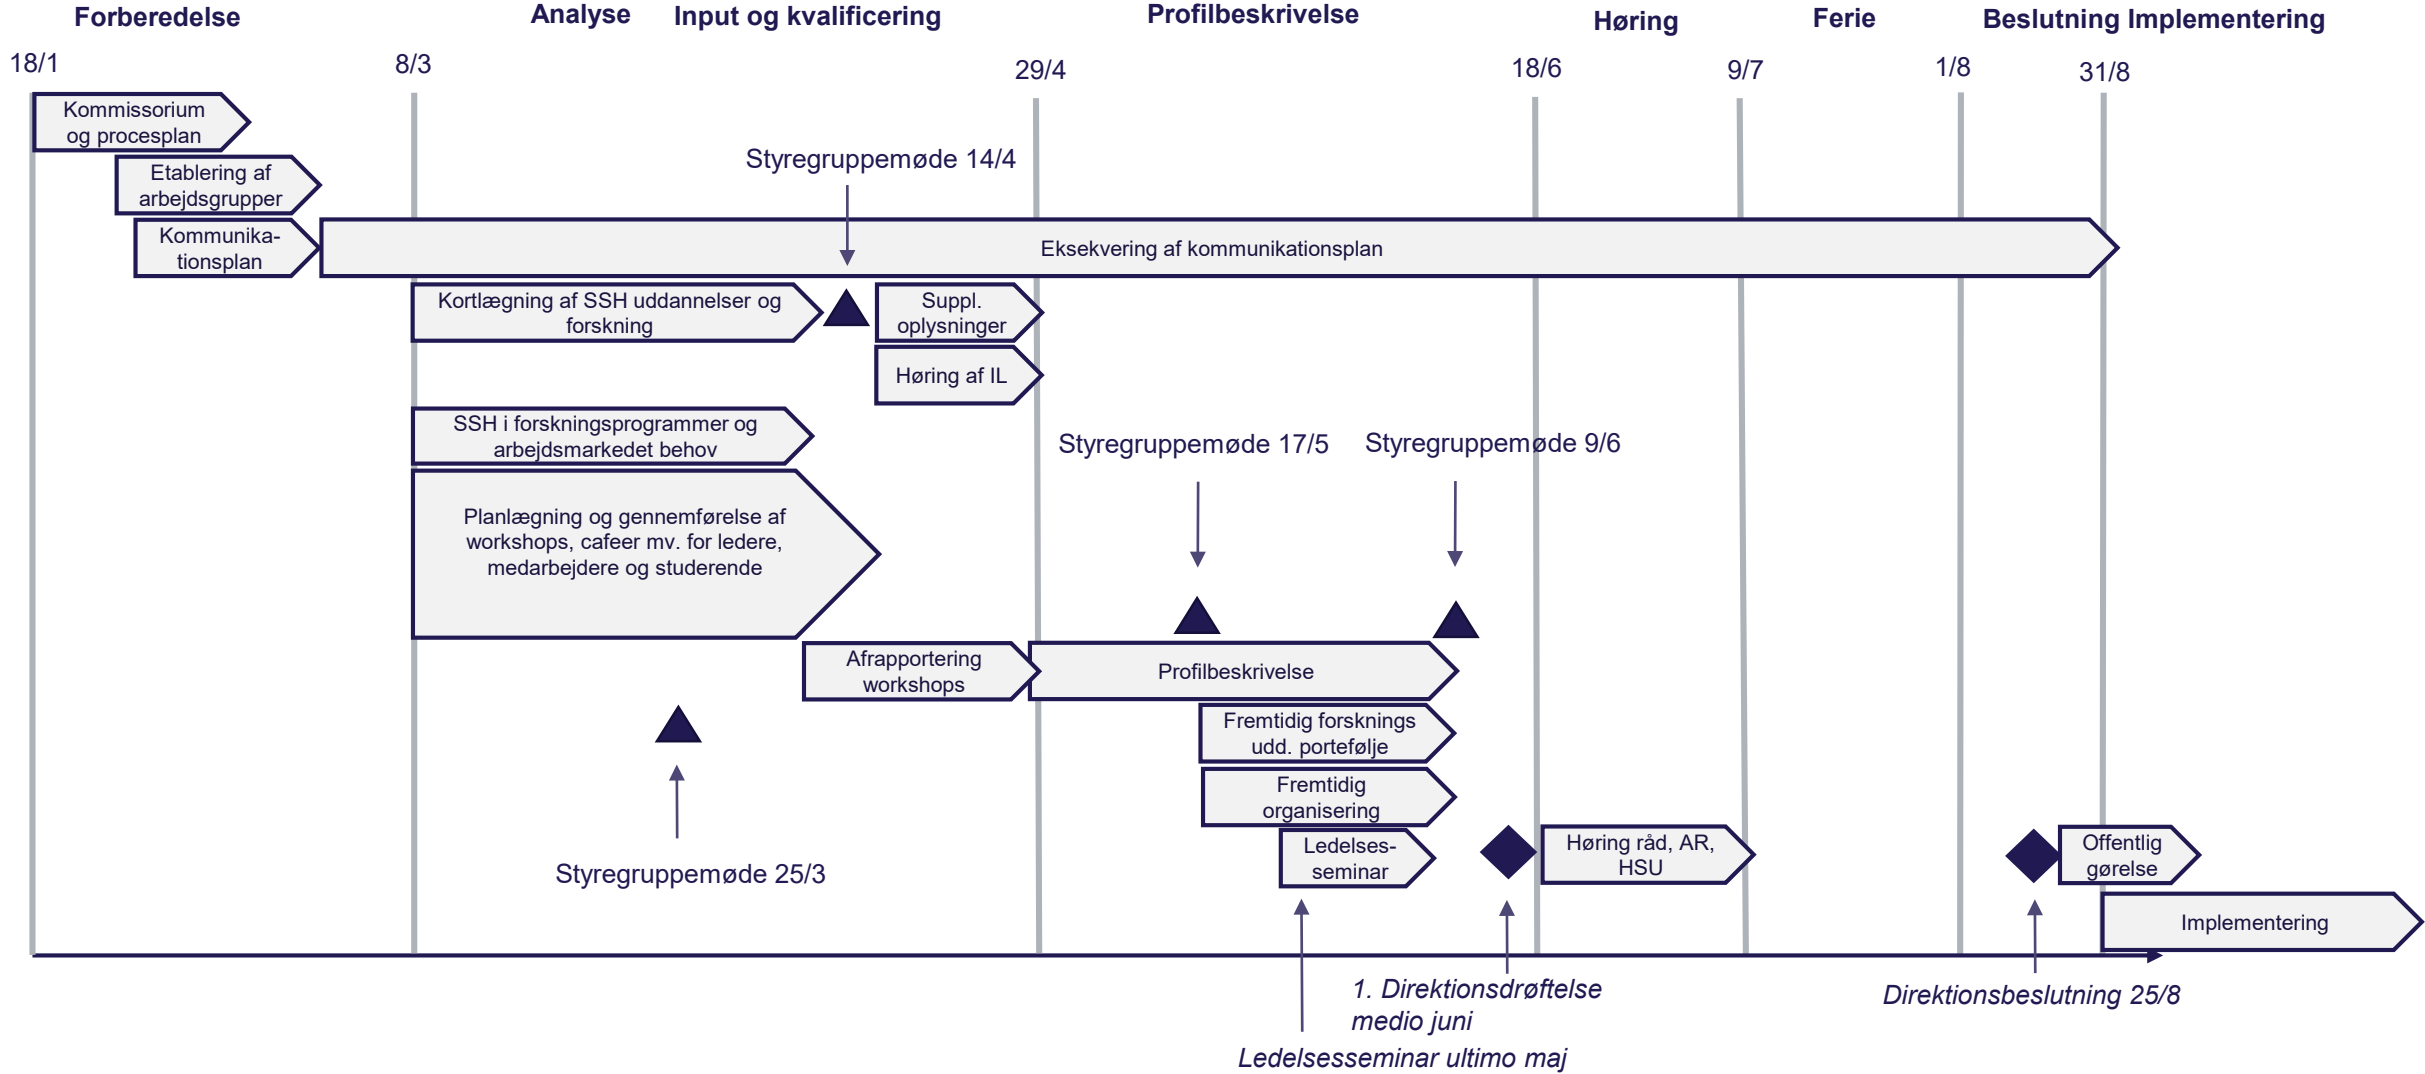 Forberedelse
Analyse
Input og kvalificering
Profilbeskrivelse
Høring
Ferie
Beslutning Implementering
18/1
8/3
29/4
18/6
9/7
1/8
31/8
Kommissorium
og procesplan
Styregruppemøde 14/4
Etablering af
arbejdsgrupper
Kommunika-
tionsplan
Eksekvering af kommunikationsplan
Kortlægning af SSH uddannelser og
forskning
Suppl.
oplysninger
Høring af IL
SSH i forskningsprogrammer og
arbejdsmarkedet behov
Styregruppemøde 17/5
Styregruppemøde 9/6
Planlægning og gennemførelse af
workshops, cafeer mv. for ledere,
medarbejdere og studerende
Afrapportering
workshops
Profilbeskrivelse
Fremtidig forsknings
udd. portefølje
Fremtidig
organisering
Styregruppemøde 25/3
Ledelses-
seminar
Høring råd, AR,
HSU
Offentlig
gørelse
Implementering
1. Direktionsdrøftelse
medio juni
Direktionsbeslutning 25/8
Ledelsesseminar ultimo maj